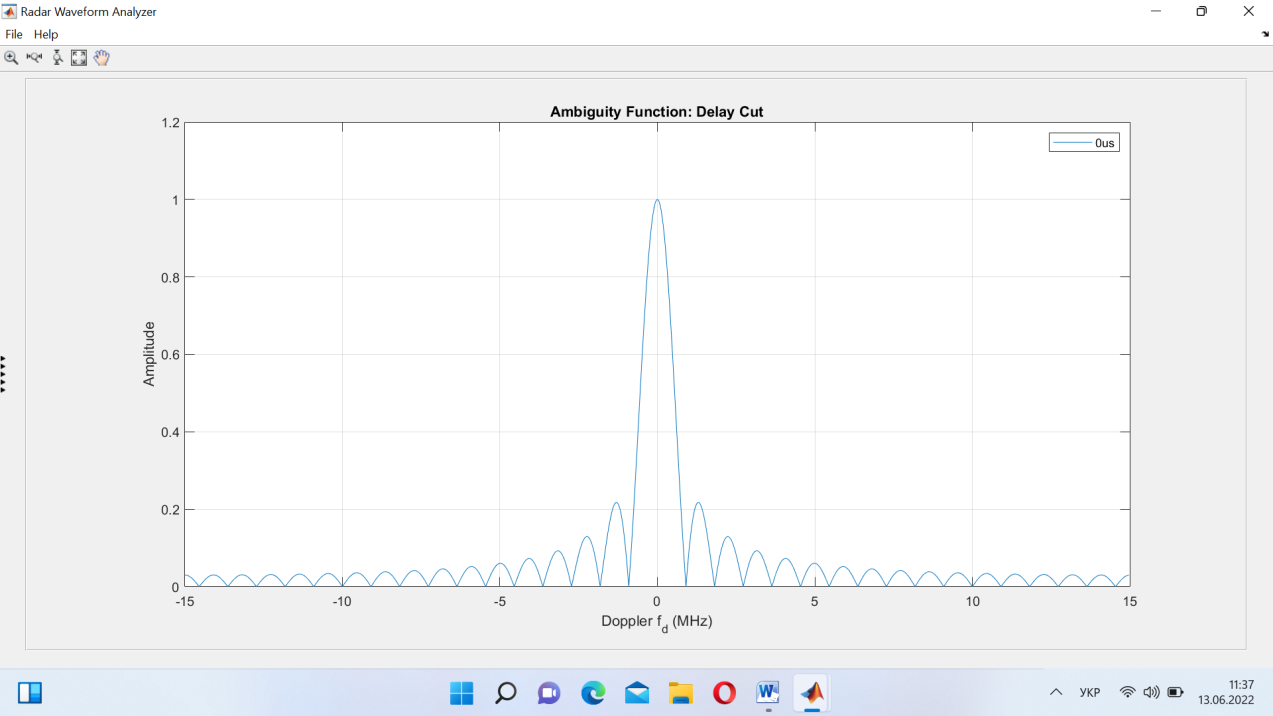 Radar Waveform Analyzer
File Help
Ambiguity Function: Delay Cut
0us
1.2
1
0.8
0.6
0.4
0.2
0
Amplitude
-15 -10 -5 0 5 10 15
Doppler f_d (MHz)
УКР
11:37
13.06.2022